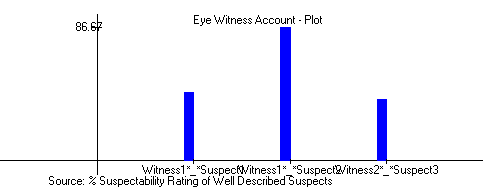 Eye Witness Account - Plot
86.67
Witness1*_*Suspect1 Witness1*_*Suspect2 Witness2*_*Suspect3
Source: % Suspectability Rating of Well Described Suspects